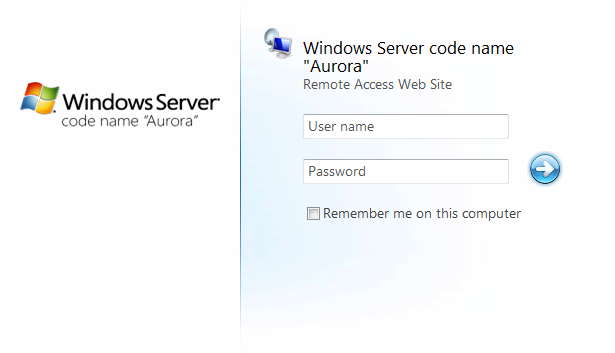 Windows Server
code name "Aurora"
Windows Server code name
"Aurora"
Remote Access Web Site
User name
Password
Remember me on this computer